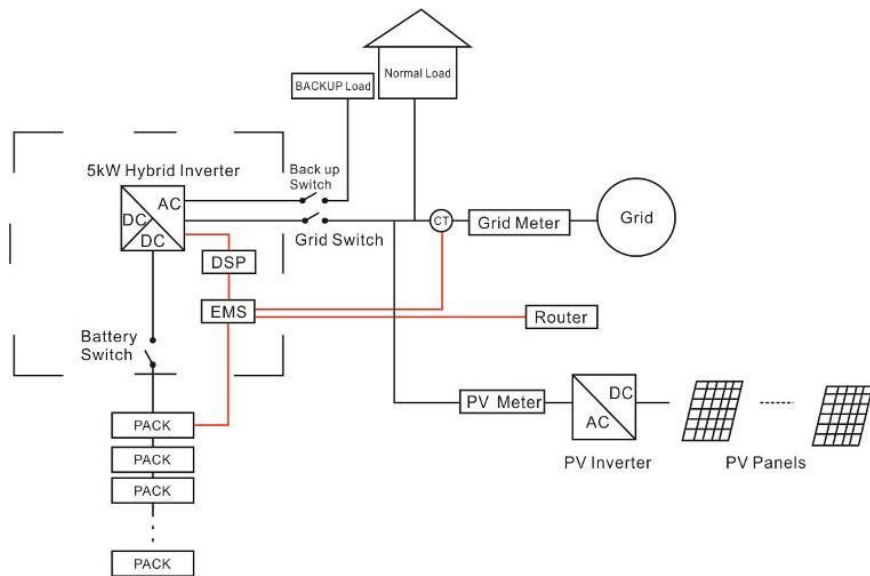 Normal Load
BACKUP Load
5kW Hybrid Inverter
Back up
Switch
AC
DC
DC
CT
Grid Meter
Grid
Grid Switch
DSP
EMS
Router
Battery
Switch
PV Meter
DC
AC
PACK
PV Inverter
PV Panels
PACK
PACK
PACK